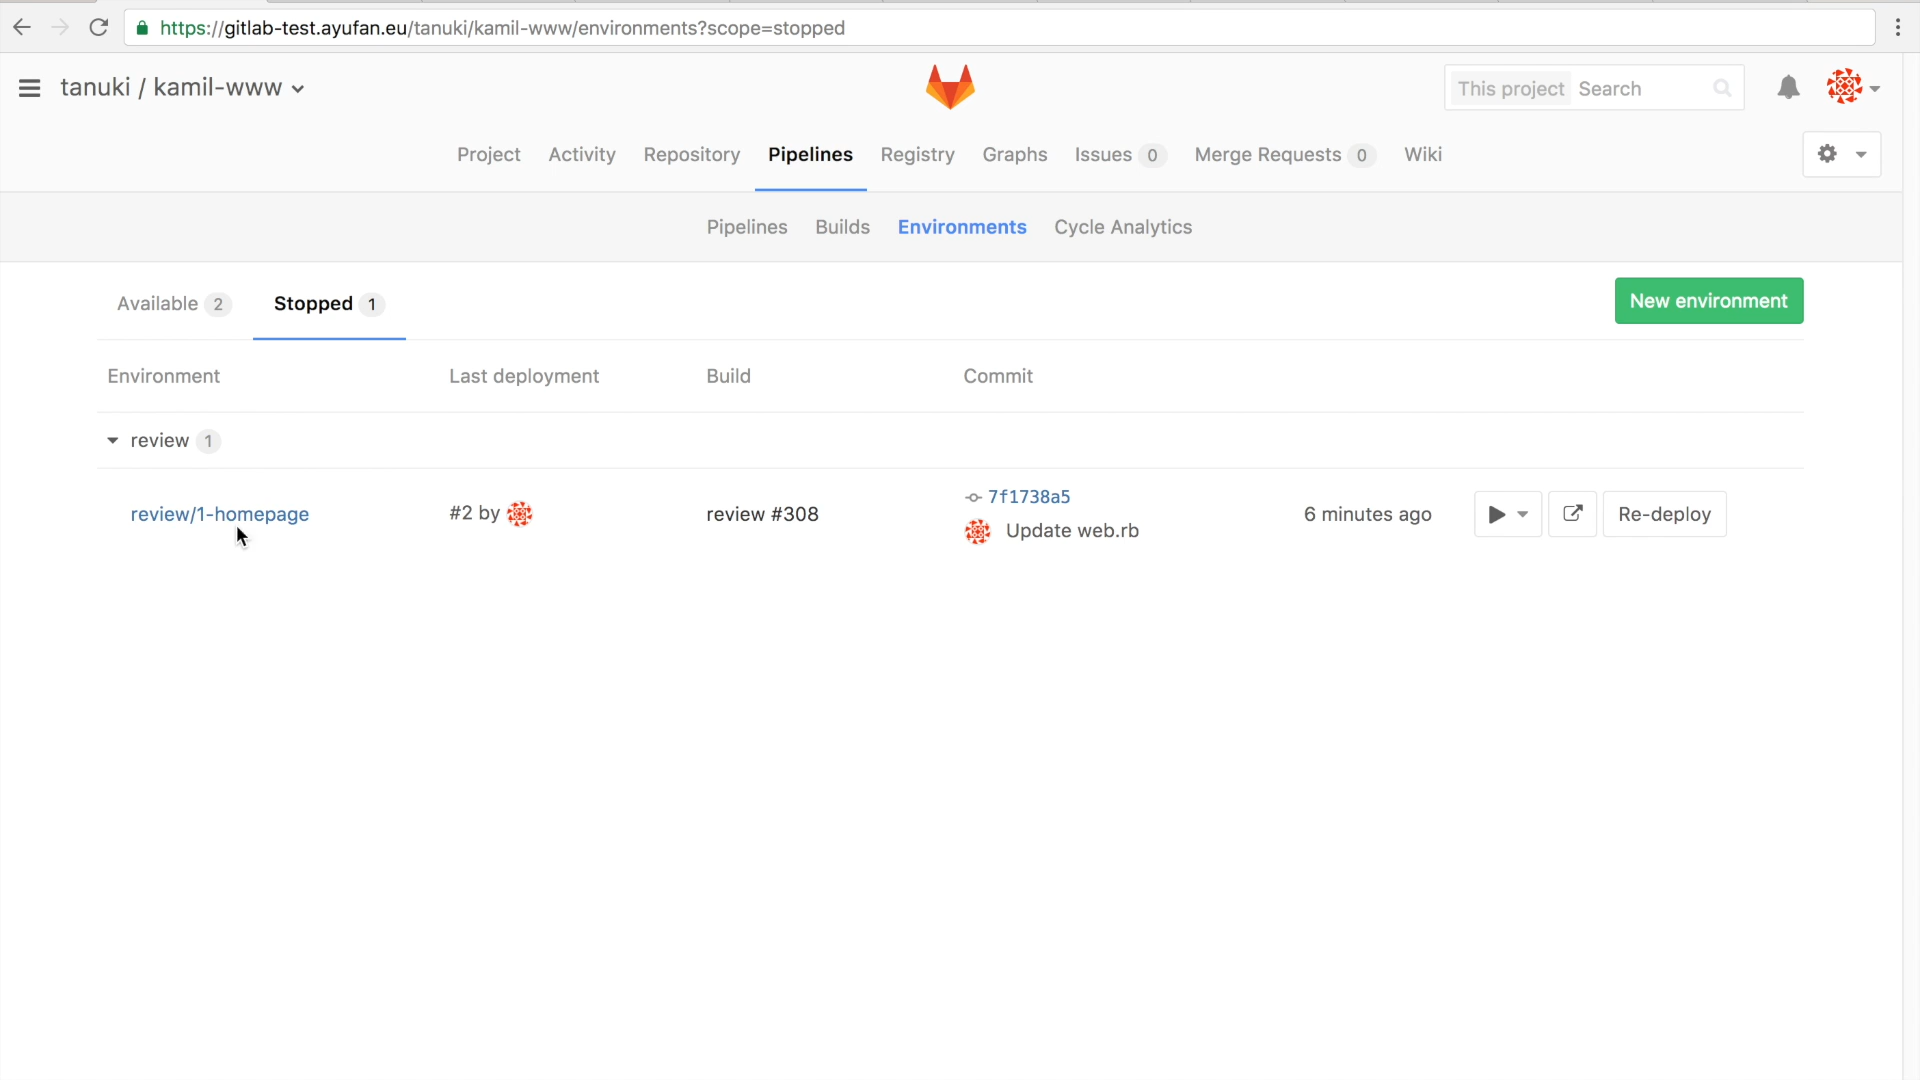 https://gitlab-test.ayufan.eu/tanuki/kamil-www/environments?scope=stopped
tanuki / kamil-www
This project Search
Project Activity Repository Pipelines Registry Graphs Issues 0 Merge Requests 0 Wiki
Pipelines Builds Environments Cycle Analytics
Available 2 Stopped 1 New environment
Environment Last deployment Build Commit
review 1
7f1738a5
review/1-homepage #2 by review #308 6 minutes ago Re-deploy
Update web.rb